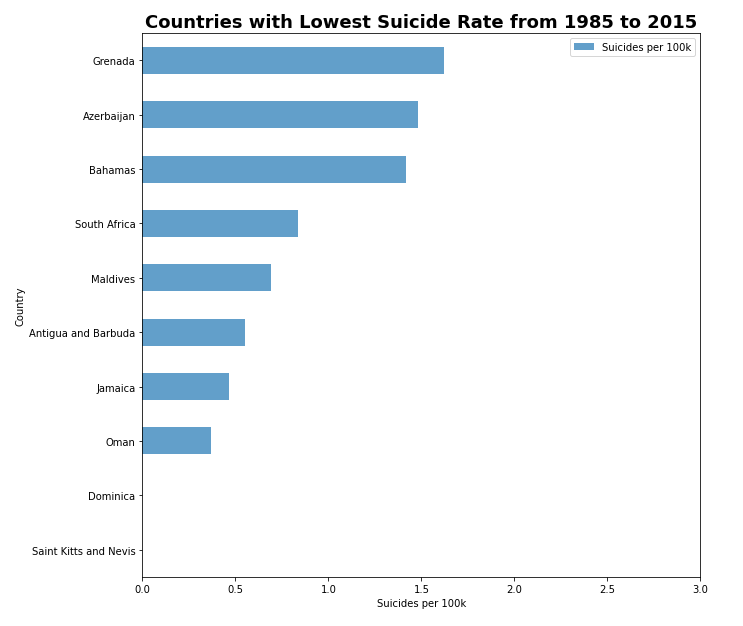 Countries with Lowest Suicide Rate from 1985 to 2015
Suicides per 100k
Grenada
Azerbaijan
Bahamas
South Africa
Maldives
Antigua and Barbuda
Jamaica
Oman
Dominica
Saint Kitts and Nevis
Country
0.0 0.5 1.0 1.5 2.0 2.5 3.0
Suicides per 100k